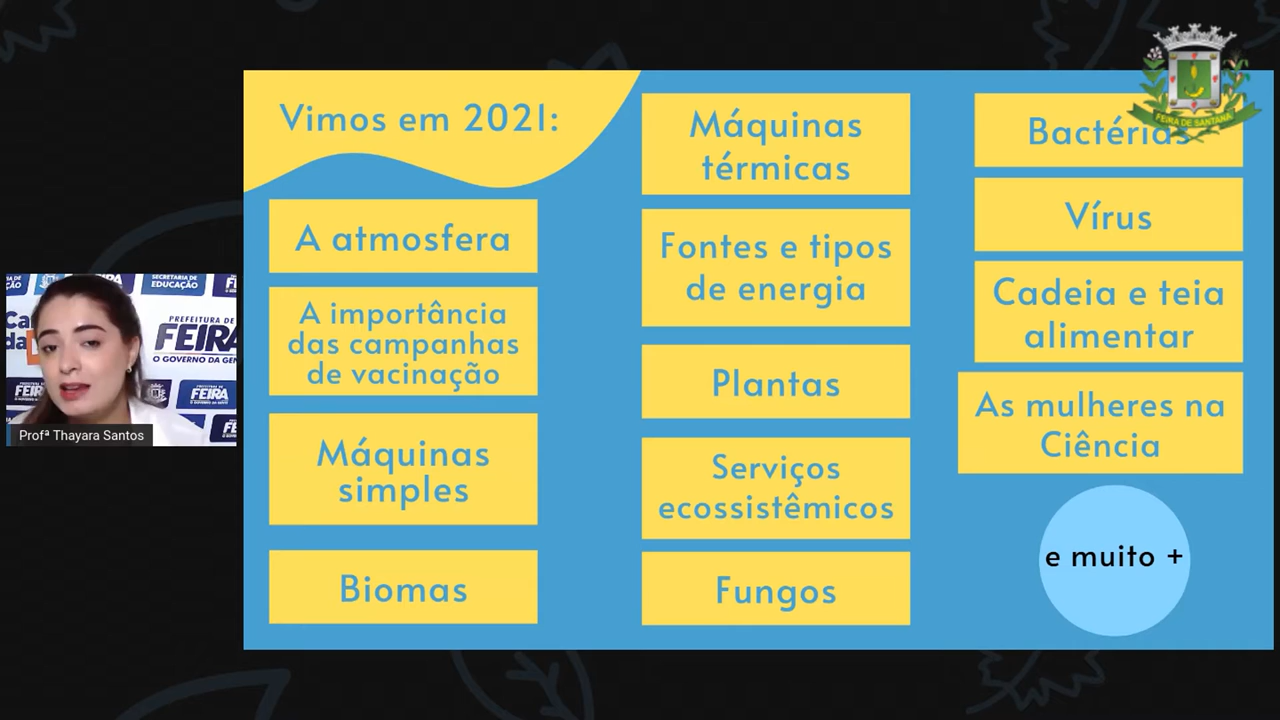 Vimos em 2021:
A atmosfera
A importância
das campanhas
de vacinação
Máquinas
simples
Biomas
Máquinas
térmicas
Fontes e tipos
de energia
Plantas
Serviços
ecossistêmicos
Fungos
Bactérias
Vírus
Cadeia e teia
alimentar
As mulheres na
Ciência
e muito +
FEIRA DE SANTANA
SECRETARIA DE
EDUCAÇÃO
PREFEITURA DE
FEIRA
O GOVERNO DA GEN
FEIRA
Profª Thayara Santos